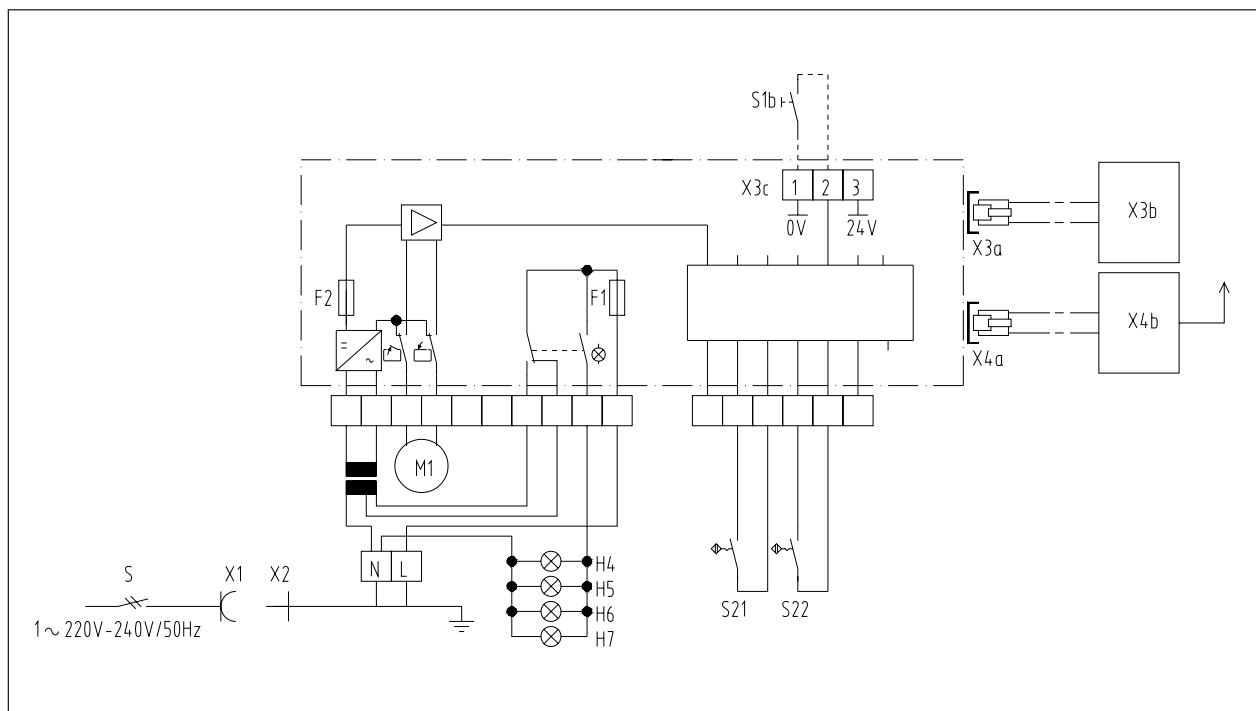 S1b
X3c 1 2 3
0V 24V
X3b
X3a
F2
F1
X4b
X4a
M1
N L
S X1 X2
1~220V-240V/50Hz
H4
H5
H6
H7
S21 S22